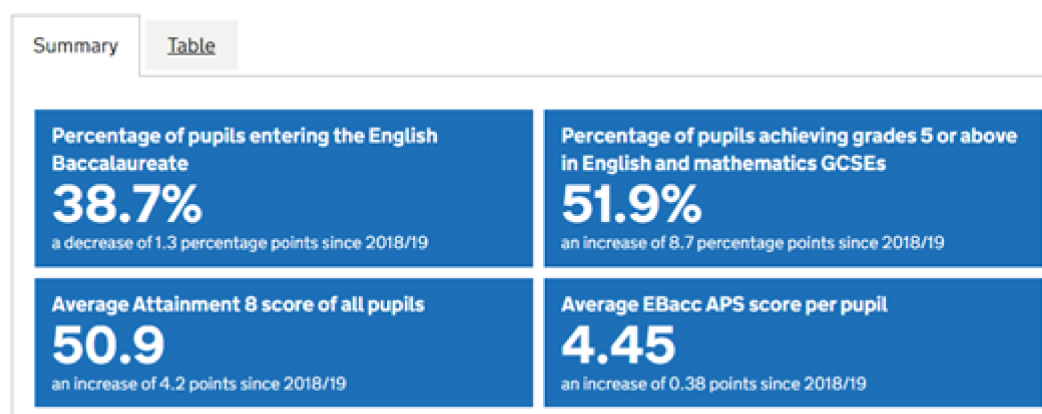 Summary
Table
Percentage of pupils entering the English
Baccalaureate
38.7%
a decrease of 1.3 percentage points since 2018/19
Percentage of pupils achieving grades 5 or above
in English and mathematics GCSEs
51.9%
an increase of 8.7 percentage points since 2018/19
Average Attainment 8 score of all pupils
50.9
an increase of 4.2 points since 2018/19
Average EBacc APS score per pupil
4.45
an increase of 0.38 points since 2018/19